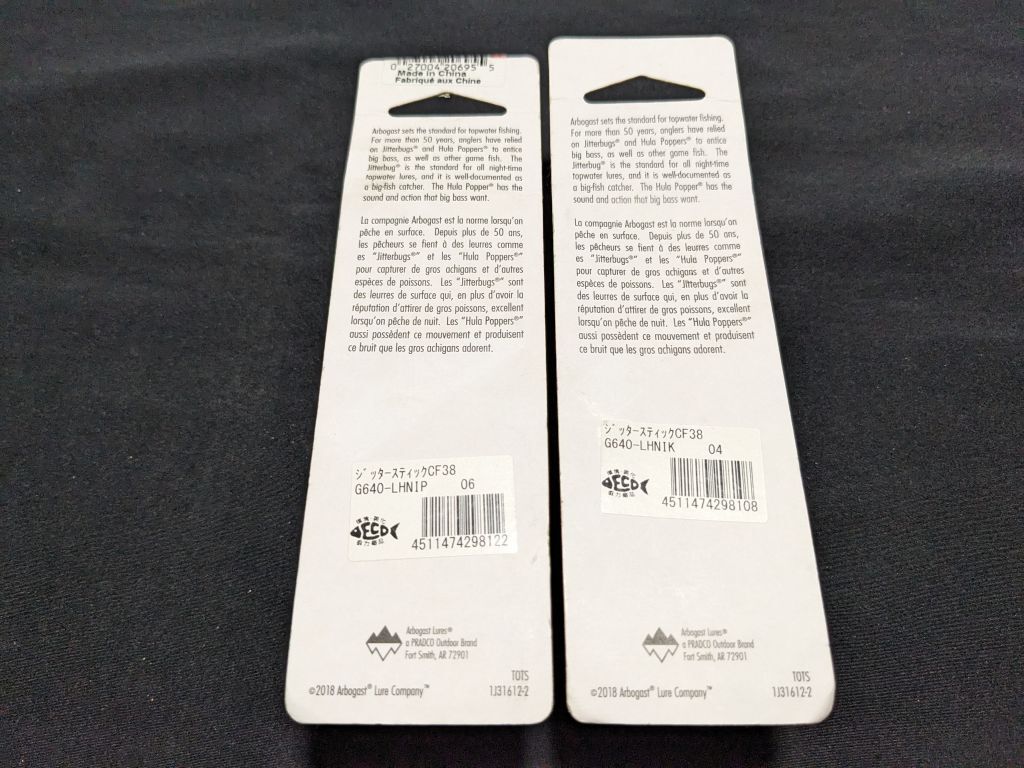 0 27004 20695 5
Made in China
Fabriqué aux Chine
Arbogast sets the standard for topwater fishing.
For more than 50 years, anglers have relied
on Jitterbugs® and Hula Poppers® to entice
big bass, as well as other game fish. The
Jitterbug® is the standard for all night-time
topwater lures, and it is well-documented as
a big-fish catcher. The Hula Popper® has the
sound and action that big bass want.
La compagnie Arbogast est la norme lorsqu'on
pêche en surface. Depuis plus de 50 ans,
les pêcheurs se fient à des leurres comme
es "Jitterbugs®" et les "Hula Poppers®"
pour capturer de gros achigans et d'autres
espèces de poissons. Les "Jitterbugs®" sont
des leurres de surface qui, en plus d'avoir la
réputation d'attirer de gros poissons, excellent
lorsqu'on pêche de nuit. Les "Hula Poppers®"
aussi possèdent ce mouvement et produisent
ce bruit que les gros achigans adorent.
ジッタースティックCF38
G640-LHNIP 06
ECO
協力商品
4511474298122
Arbogast Lures®
a PRADCO Outdoor Brand
Fort Smith, AR 72901
TOTS
©2018 Arbogast® Lure Company™ 1J31612-2
Arbogast sets the standard for topwater fishing.
For more than 50 years, anglers have relied
on Jitterbugs® and Hula Poppers® to entice
big bass, as well as other game fish. The
Jitterbug® is the standard for all night-time
topwater lures, and it is well-documented as
a big-fish catcher. The Hula Popper® has the
sound and action that big bass want.
La compagnie Arbogast est la norme lorsqu'on
pêche en surface. Depuis plus de 50 ans,
les pêcheurs se fient à des leurres comme
es "Jitterbugs®" et les "Hula Poppers®"
pour capturer de gros achigans et d'autres
espèces de poissons. Les "Jitterbugs®" sont
des leurres de surface qui, en plus d'avoir la
réputation d'attirer de gros poissons, excellent
lorsqu'on pêche de nuit. Les "Hula Poppers®"
aussi possèdent ce mouvement et produisent
ce bruit que les gros achigans adorent.
ジッタースティックCF38
G640-LHNIK 04
ECO
協力商品
4511474298108
Arbogast Lures®
a PRADCO Outdoor Brand
Fort Smith, AR 72901
TOTS
©2018 Arbogast® Lure Company™ 1J31612-2